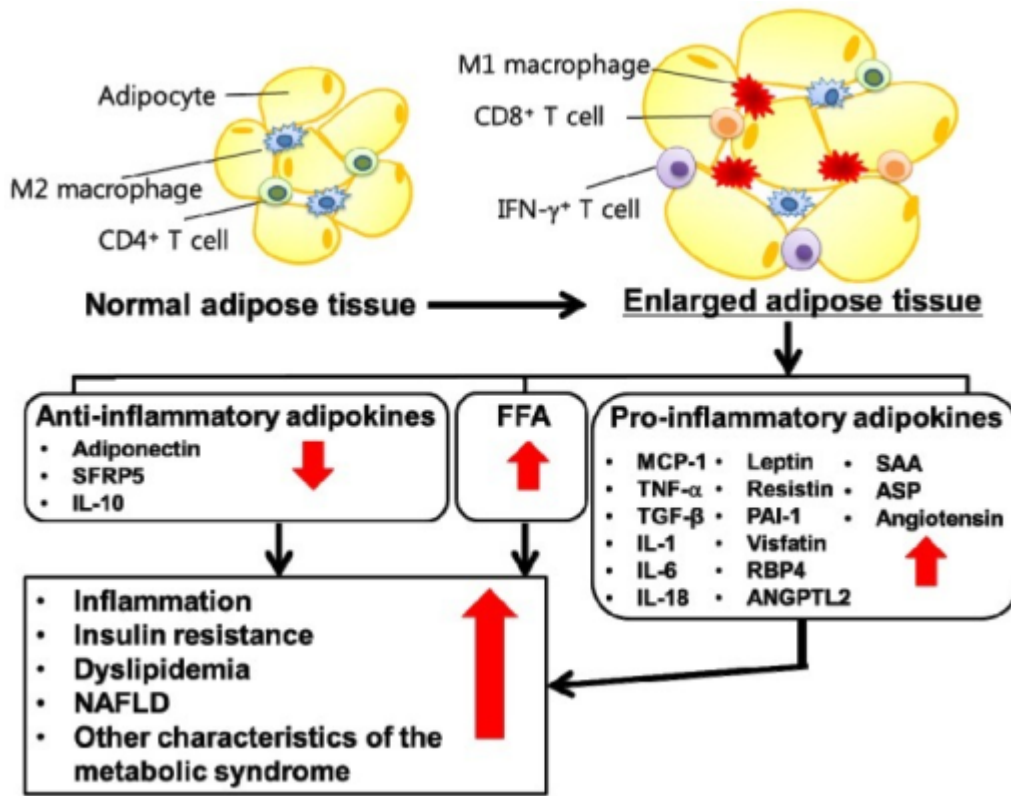 Adipocyte
M2 macrophage
CD4⁺ T cell
M1 macrophage
CD8⁺ T cell
IFN-γ⁺ T cell
Normal adipose tissue
Enlarged adipose tissue
Anti-inflammatory adipokines
• Adiponectin
• SFRP5
• IL-10
FFA
Pro-inflammatory adipokines
• MCP-1
• TNF-α
• TGF-β
• IL-1
• IL-6
• IL-18
• Leptin
• Resistin
• PAI-1
• Visfatin
• RBP4
• ANGPTL2
• SAA
• ASP
• Angiotensin
• Inflammation
• Insulin resistance
• Dyslipidemia
• NAFLD
• Other characteristics of the
metabolic syndrome